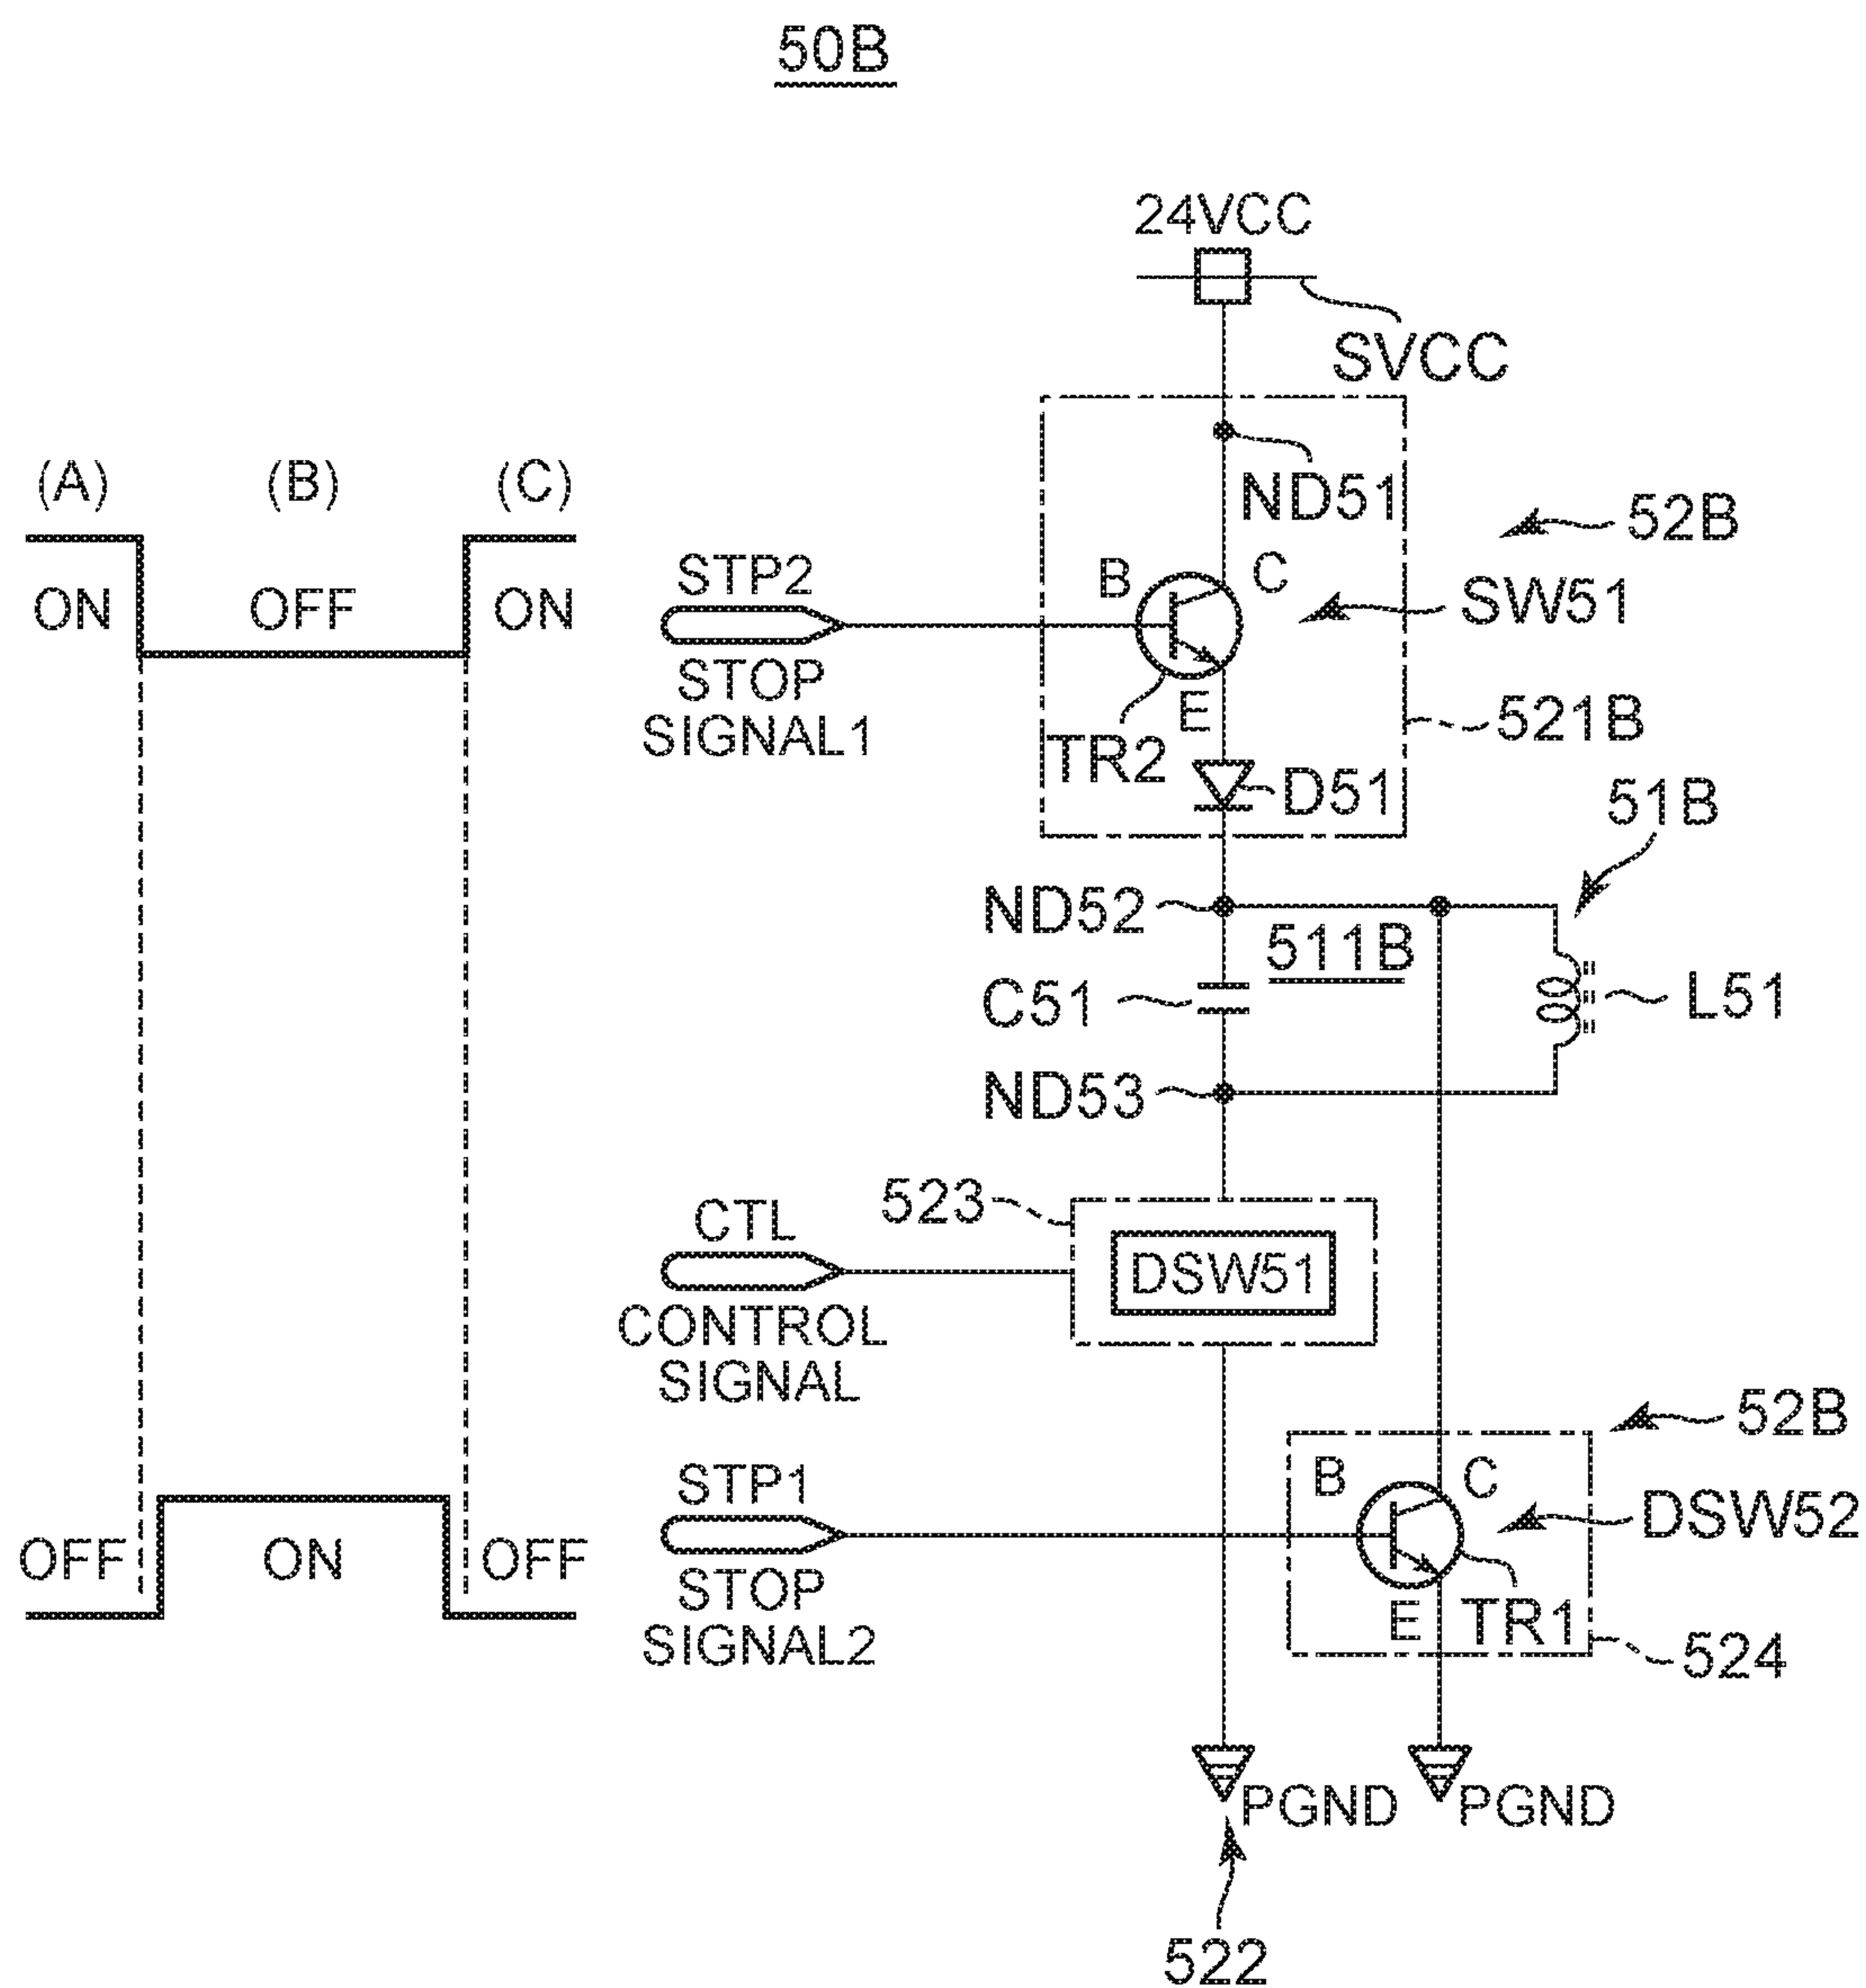 50B
24VCC
SVCC
(A) (B) (C)
ND51
52B
ON OFF ON
STP2
B
C
SW51
STOP
SIGNAL1
E
TR2
521B
D51
51B
ND52
511B
C51
L51
ND53
523
CTL
DSW51
CONTROL
SIGNAL
52B
STP1
B
C
DSW52
OFF ON OFF
STOP
SIGNAL2
E
TR1
524
PGND
PGND
522